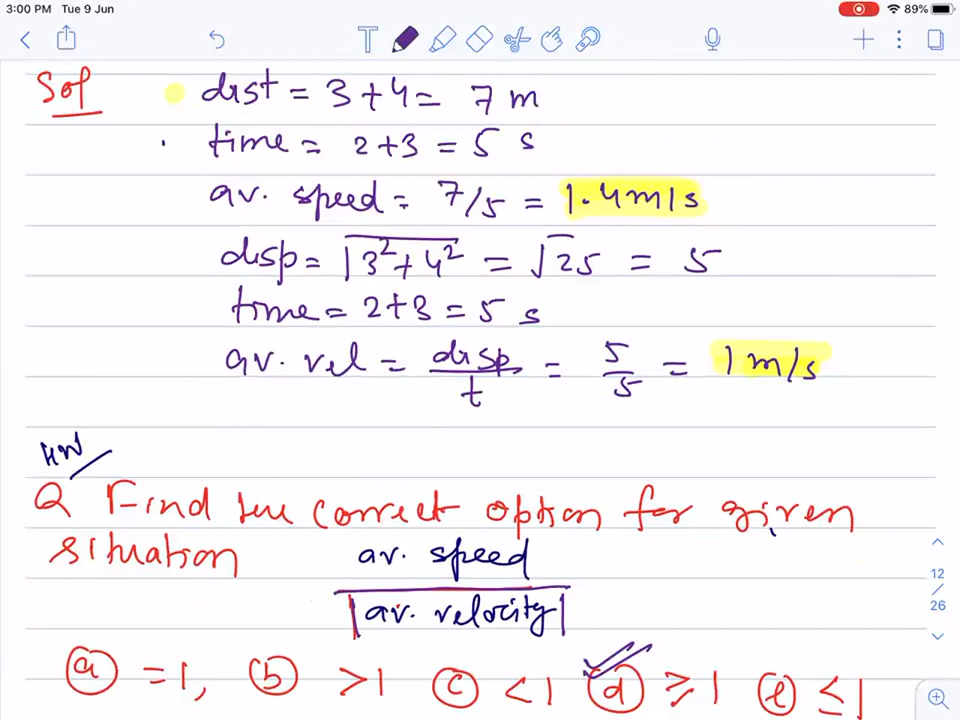 3:00 PM Tue 9 Jun 89%
T
Sol dist = 3 + 4 = 7 m
time = 2+3 = 5 s
av. speed = 7/5 = 1.4 m/s
disp = √3²+4² = √25 = 5
time = 2+3 = 5 s
av. vel = disp/t = 5/5 = 1 m/s
HW
Q Find the correct option for given
situation av. speed
|av. velocity|
12
/
26
(a) =1, (b) >1 (c) <1 (d) ≥1 (e) ≤1